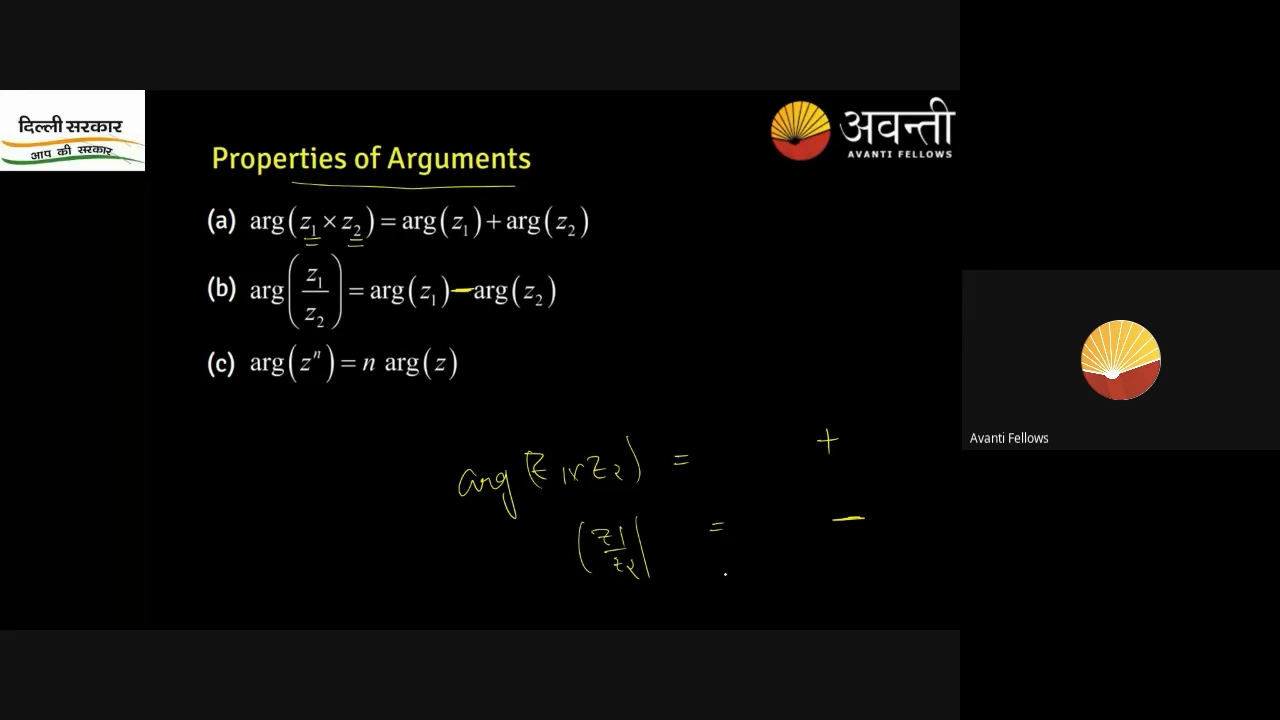 दिल्ली सरकार
आप की सरकार
अवन्ती
AVANTI FELLOWS
Properties of Arguments
(a) arg(z₁ × z₂) = arg(z₁) + arg(z₂)
(b) arg(z₁/z₂) = arg(z₁) − arg(z₂)
(c) arg(zⁿ) = n arg(z)
arg(z₁×z₂) = +
(z1/z₂) = −
Avanti Fellows